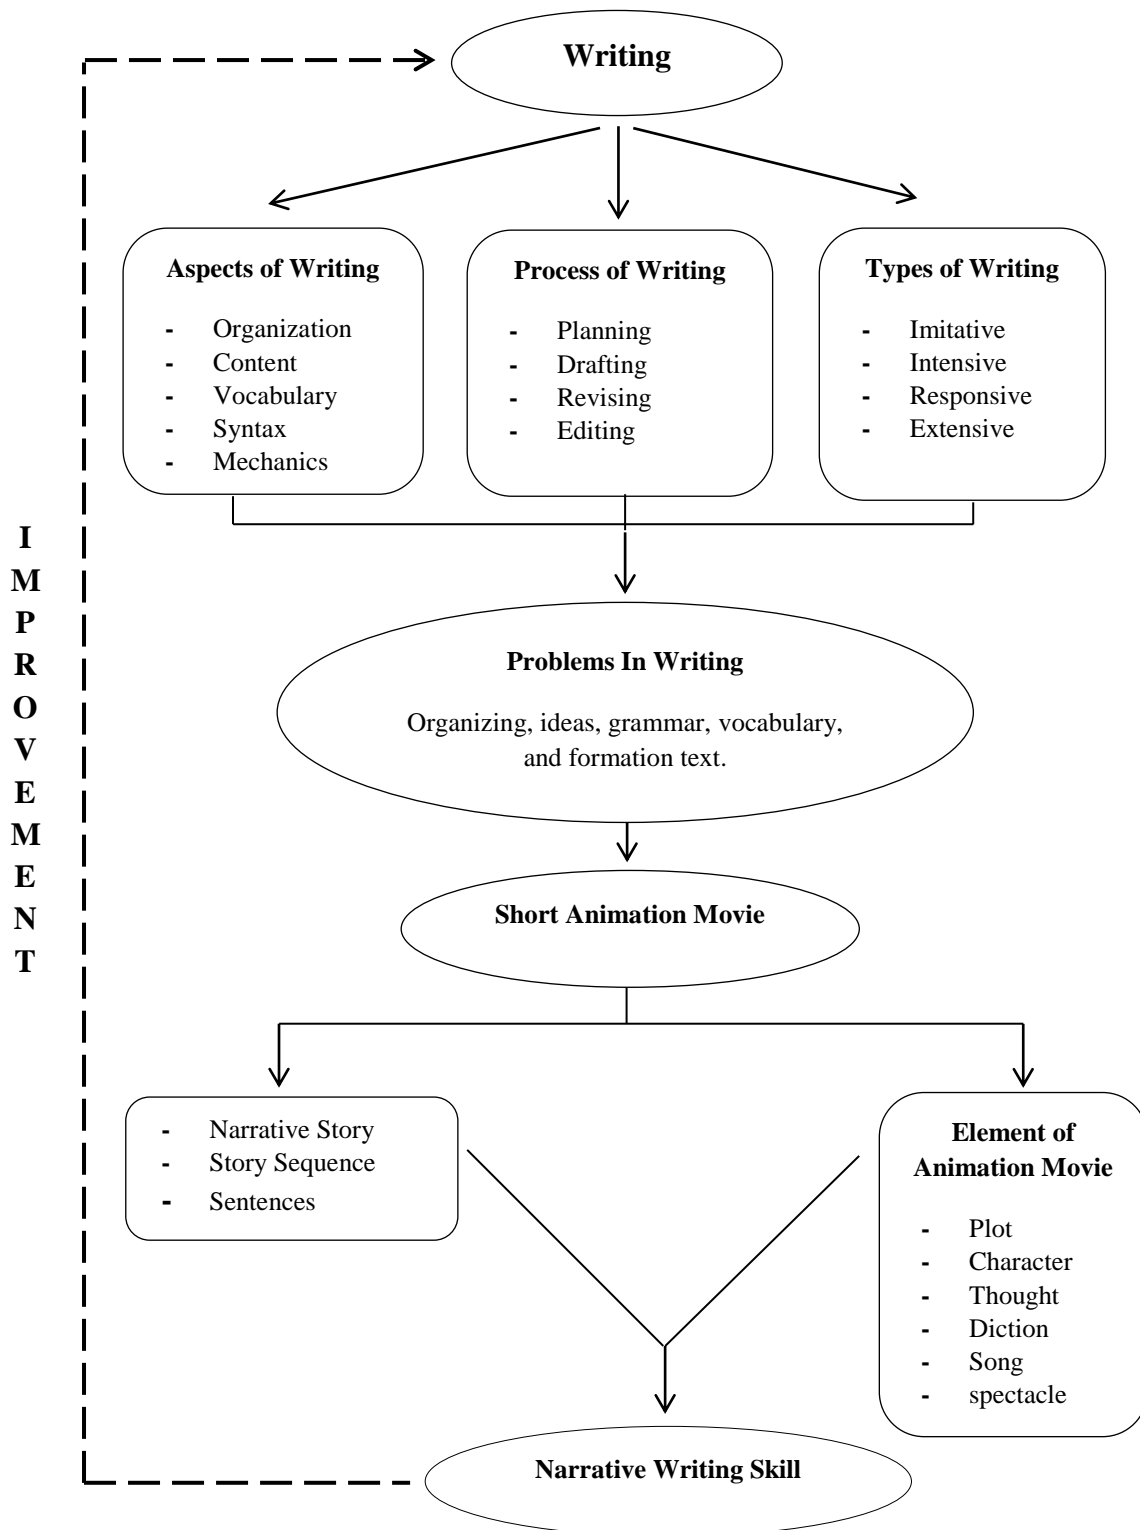 Writing
Aspects of Writing
- Organization
- Content
- Vocabulary
- Syntax
- Mechanics
Process of Writing
- Planning
- Drafting
- Revising
- Editing
Types of Writing
- Imitative
- Intensive
- Responsive
- Extensive
I
M
P
R
O
V
E
M
E
N
T
Problems In Writing
Organizing, ideas, grammar, vocabulary,
and formation text.
Short Animation Movie
- Narrative Story
- Story Sequence
- Sentences
Element of
Animation Movie
- Plot
- Character
- Thought
- Diction
- Song
- spectacle
Narrative Writing Skill